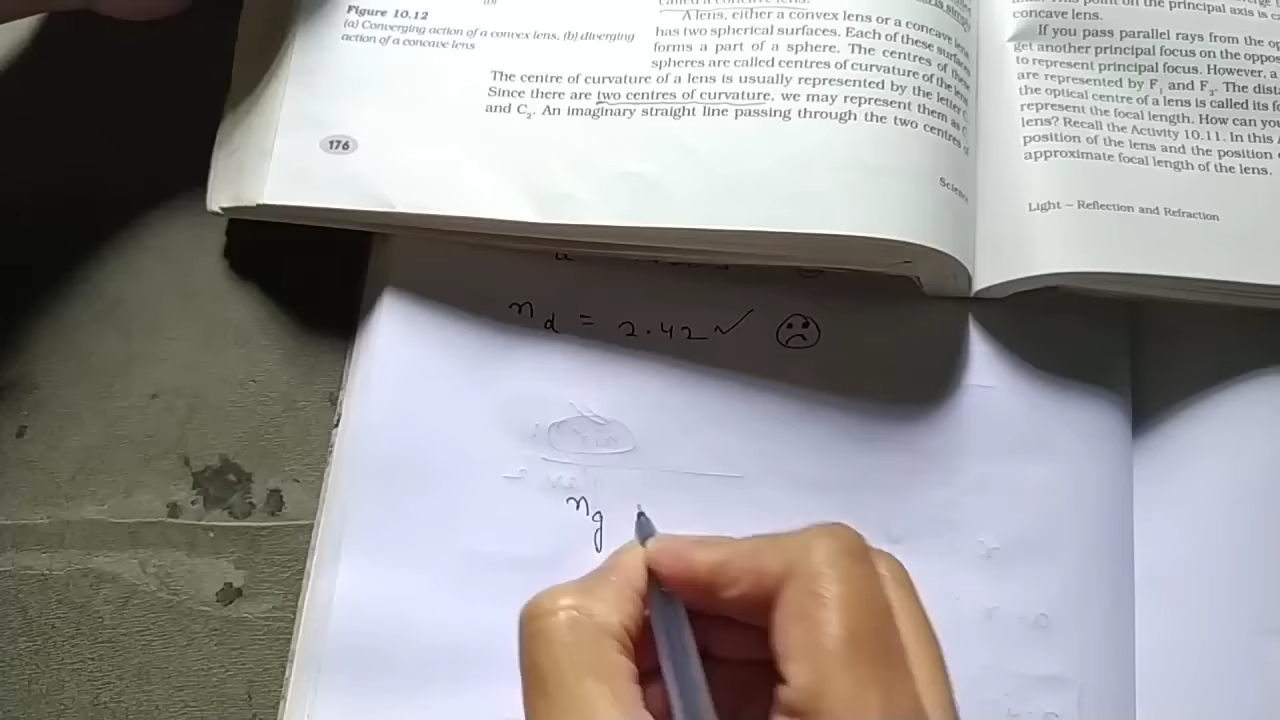 Figure 10.12
(a) Converging action of a convex lens, (b) diverging
action of a concave lens
(b)
A lens, either a convex lens or a concave lens,
has two spherical surfaces. Each of these surfaces
forms a part of a sphere. The centres of these
spheres are called centres of curvature of the lens.
The centre of curvature of a lens is usually represented by the letter C.
Since there are two centres of curvature, we may represent them as C
and C₂. An imaginary straight line passing through the two centres of
176
Science
on the principal axis is
concave lens.
If you pass parallel rays from the
get another principal focus on the
to represent principal focus. However, a
are represented by F₁ and F₂. The
the optical centre of a lens is called its
represent the focal length. How can you
lens? Recall the Activity 10.11. In this
position of the lens and the position
approximate focal length of the lens.
Light – Reflection and Refraction
n d = 2.42 ✓
n g